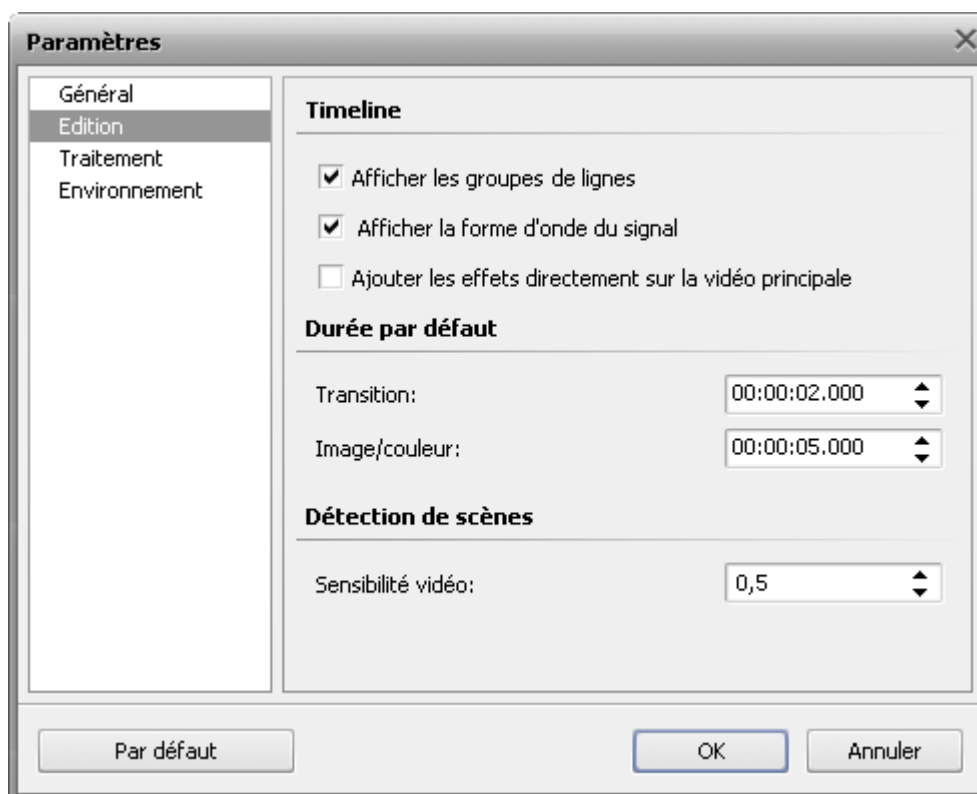 Paramètres
Général
Edition
Traitement
Environnement
Timeline
Afficher les groupes de lignes
Afficher la forme d'onde du signal
Ajouter les effets directement sur la vidéo principale
Durée par défaut
Transition: 00:00:02.000
Image/couleur: 00:00:05.000
Détection de scènes
Sensibilité vidéo: 0,5
Par défaut OK Annuler